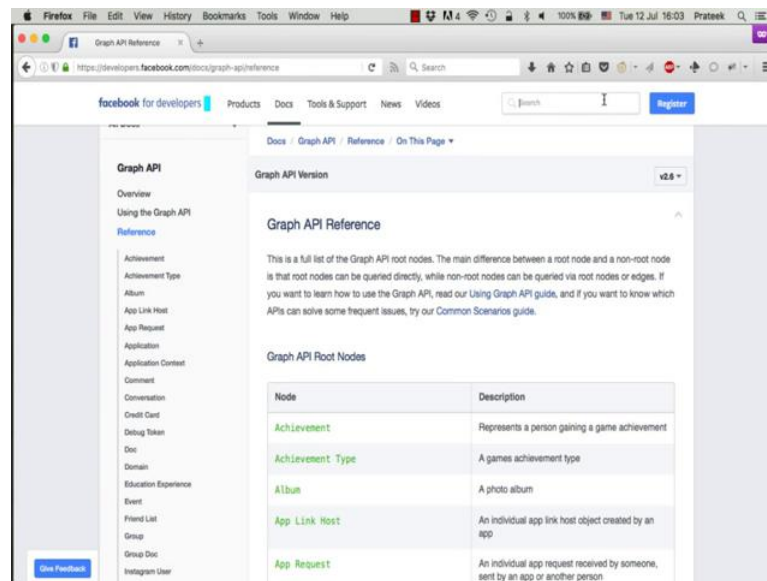 Firefox File Edit View History Bookmarks Tools Window Help 4 100% Tue 12 Jul 16:03 Prateek
Graph API Reference × +
https://developers.facebook.com/docs/graph-api/reference Search
facebook for developers Products Docs Tools & Support News Videos Search Register
Docs / Graph API / Reference / On This Page
Graph API
Graph API Version v2.6
Overview
Using the Graph API
Reference
Achievement
Achievement Type
Album
App Link Host
App Request
Application
Application Context
Comment
Conversation
Credit Card
Debug Token
Doc
Domain
Education Experience
Event
Friend List
Group
Group Doc
Instagram User
Give Feedback
Graph API Reference
This is a full list of the Graph API root nodes. The main difference between a root node and a non-root node
is that root nodes can be queried directly, while non-root nodes can be queried via root nodes or edges. If
you want to learn how to use the Graph API, read our Using Graph API guide, and if you want to know which
APIs can solve some frequent issues, try our Common Scenarios guide.
Graph API Root Nodes
Node Description
Achievement Represents a person gaining a game achievement
Achievement Type A games achievement type
Album A photo album
App Link Host An individual app link host object created by an
app
App Request An individual app request received by someone,
sent by an app or another person